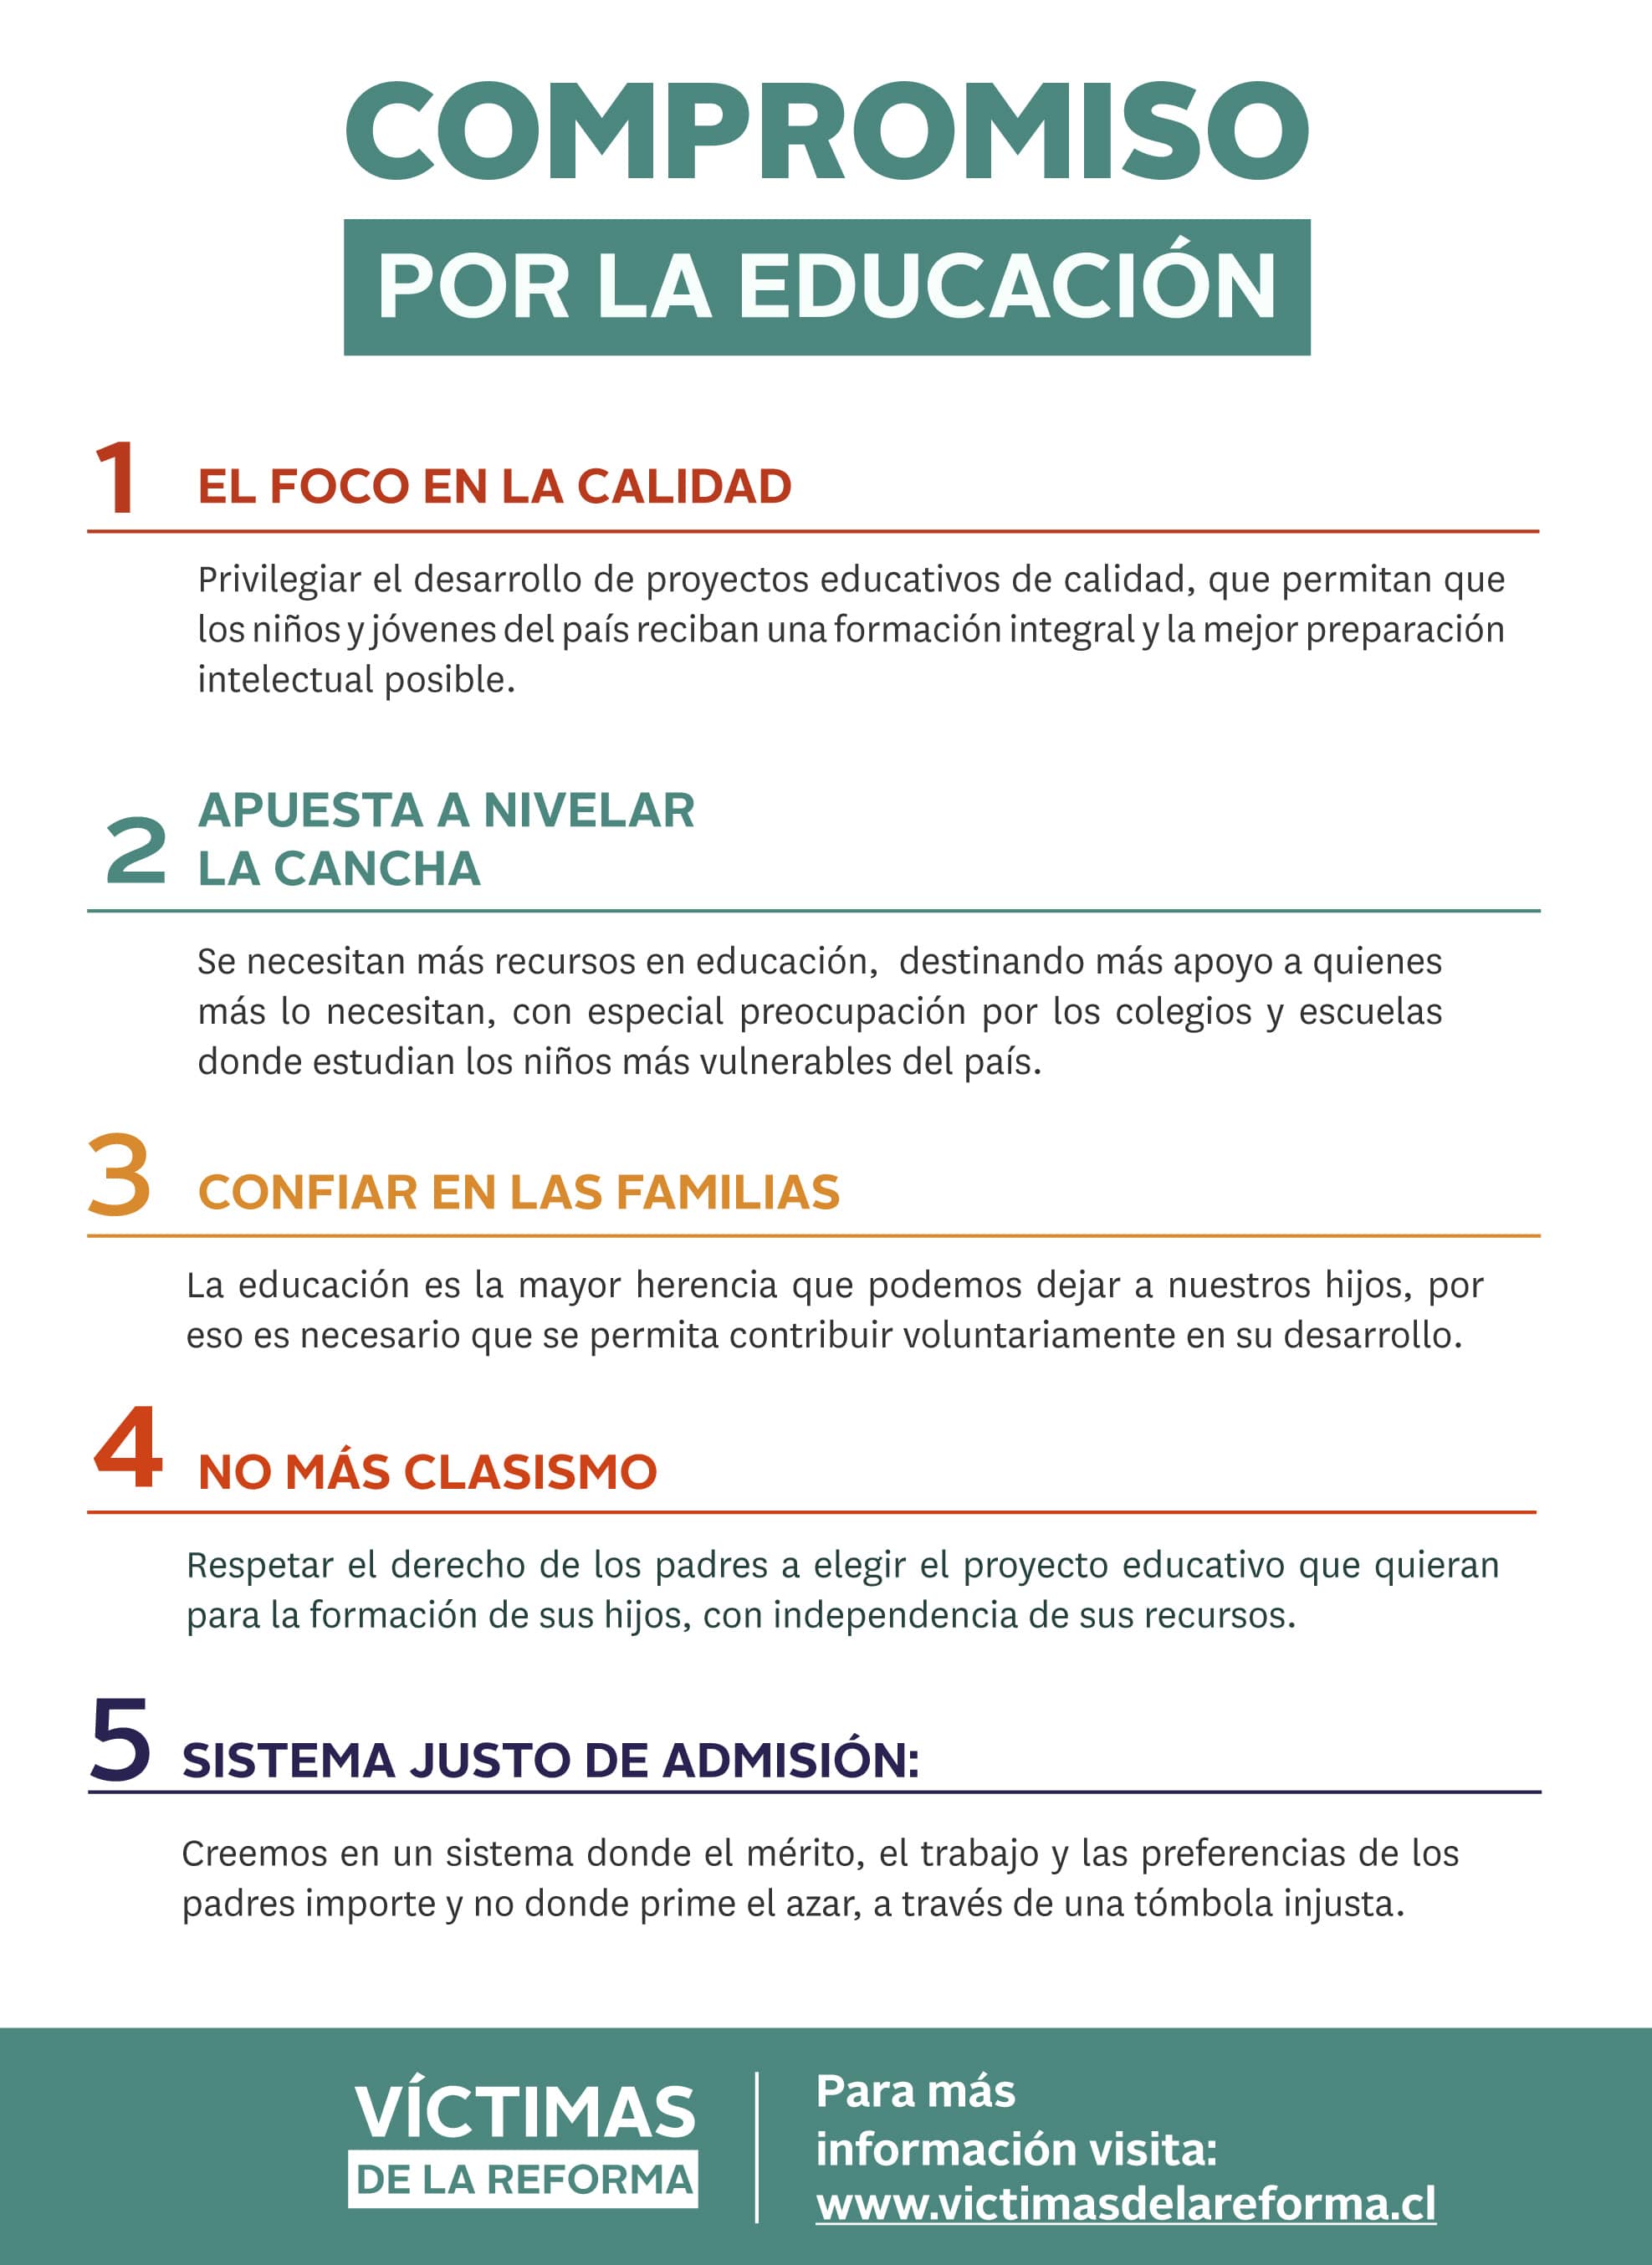 COMPROMISO
POR LA EDUCACIÓN
1 EL FOCO EN LA CALIDAD
Privilegiar el desarrollo de proyectos educativos de calidad, que permitan que
los niños y jóvenes del país reciban una formación integral y la mejor preparación
intelectual posible.
2 APUESTA A NIVELAR
LA CANCHA
Se necesitan más recursos en educación, destinando más apoyo a quienes
más lo necesitan, con especial preocupación por los colegios y escuelas
donde estudian los niños más vulnerables del país.
3 CONFIAR EN LAS FAMILIAS
La educación es la mayor herencia que podemos dejar a nuestros hijos, por
eso es necesario que se permita contribuir voluntariamente en su desarrollo.
4 NO MÁS CLASISMO
Respetar el derecho de los padres a elegir el proyecto educativo que quieran
para la formación de sus hijos, con independencia de sus recursos.
5 SISTEMA JUSTO DE ADMISIÓN:
Creemos en un sistema donde el mérito, el trabajo y las preferencias de los
padres importe y no donde prime el azar, a través de una tómbola injusta.
VÍCTIMAS
DE LA REFORMA
Para más
información visita:
www.victimasdelareforma.cl